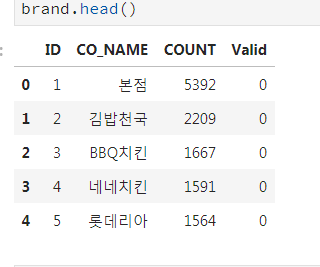 brand.head()
ID CO_NAME COUNT Valid
0 1 본점 5392 0
1 2 김밥천국 2209 0
2 3 BBQ치킨 1667 0
3 4 네네치킨 1591 0
4 5 롯데리아 1564 0